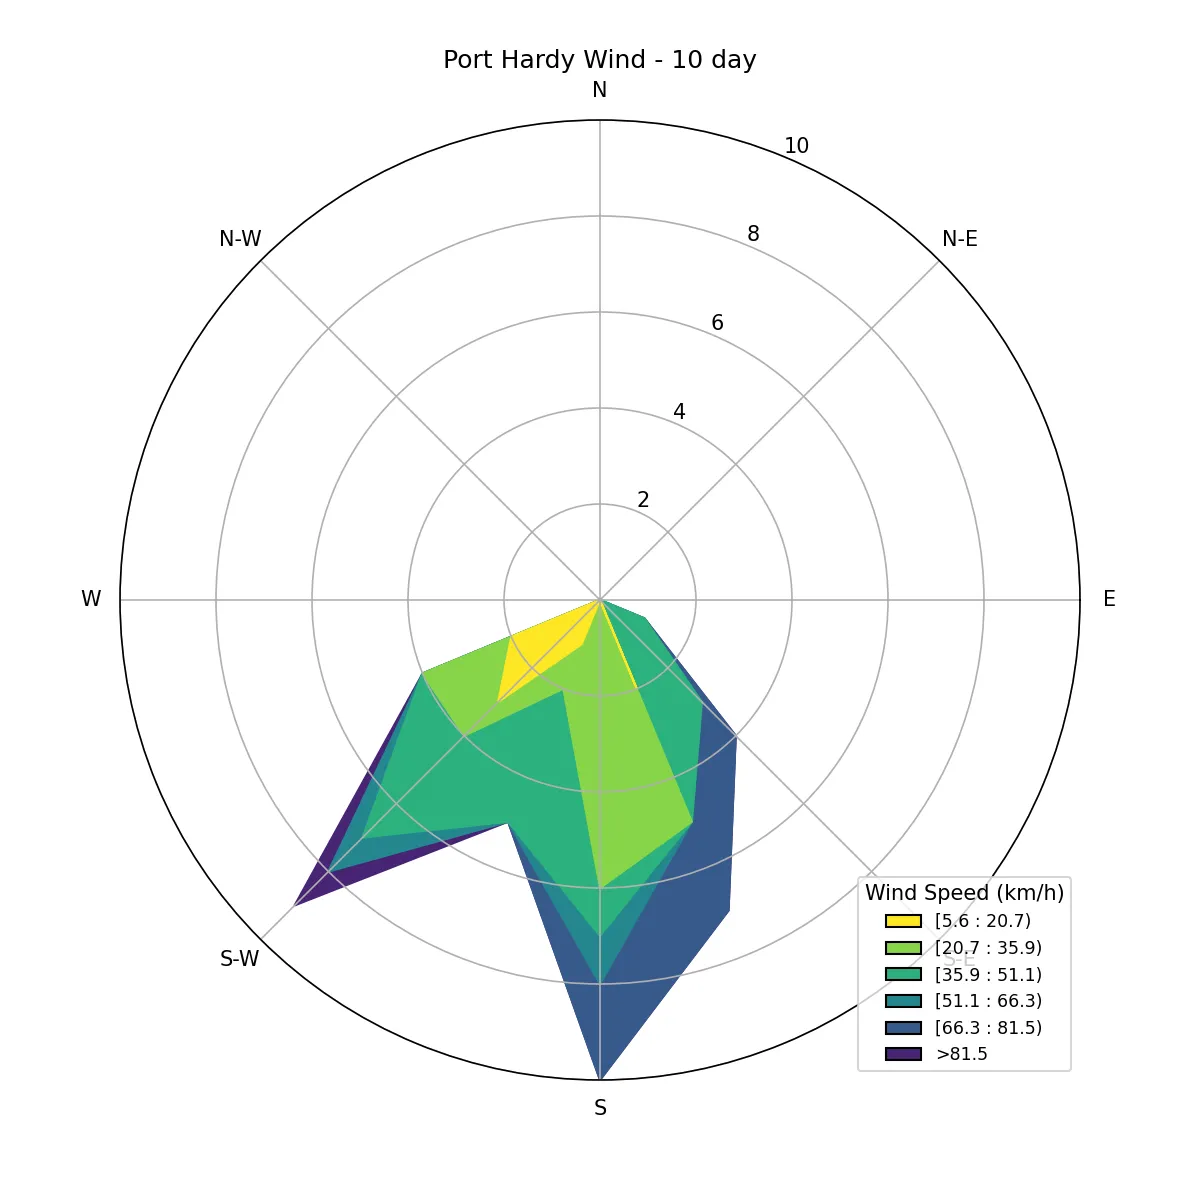 Port Hardy Wind - 10 day
N
10
N-W
8
N-E
6
4
2
W
E
Wind Speed (km/h)
[5.6 : 20.7)
[20.7 : 35.9)
S-W
S-E
[35.9 : 51.1)
[51.1 : 66.3)
[66.3 : 81.5)
>81.5
S